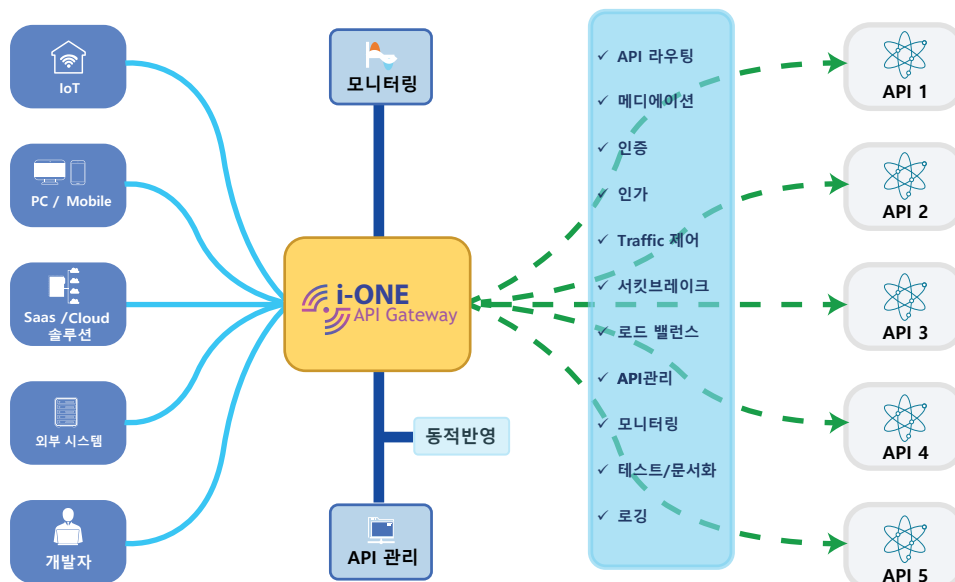 IoT
PC / Mobile
Saas /Cloud
솔루션
외부 시스템
개발자
모니터링
i-ONE
API Gateway
동적반영
API 관리
✓ API 라우팅
✓ 메디에이션
✓ 인증
✓ 인가
✓ Traffic 제어
✓ 서킷브레이크
✓ 로드 밸런스
✓ API관리
✓ 모니터링
✓ 테스트/문서화
✓ 로깅
API 1
API 2
API 3
API 4
API 5